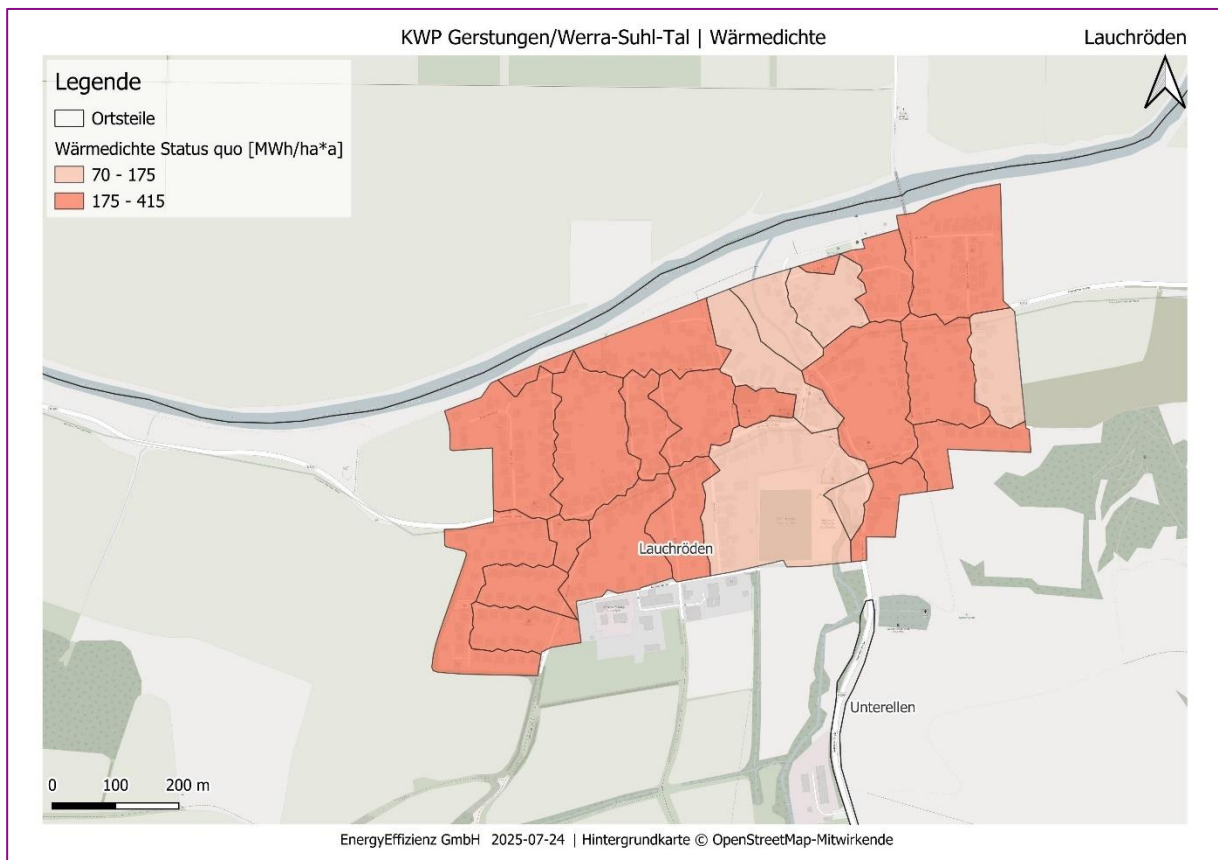 KWP Gerstungen/Werra-Suhl-Tal | Wärmedichte
Lauchröden
Legende
Ortsteile
Wärmedichte Status quo [MWh/ha*a]
70 - 175
175 - 415
Lauchröden
Unterellen
0 100 200 m
EnergyEffizienz GmbH 2025-07-24 | Hintergrundkarte © OpenStreetMap-Mitwirkende